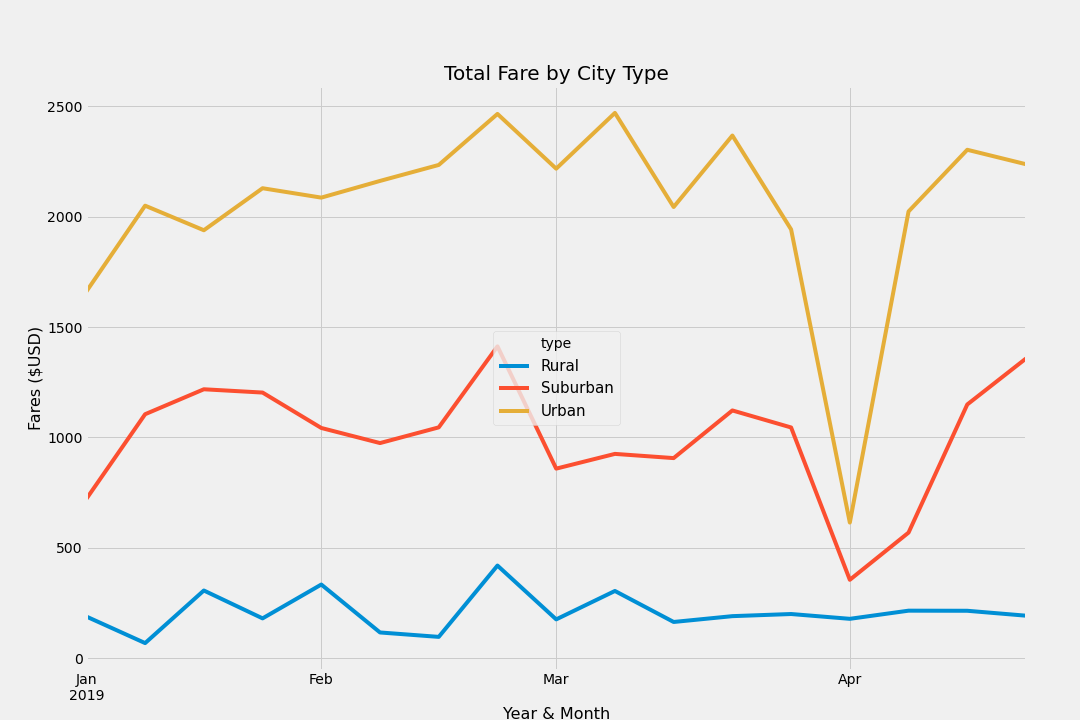 Total Fare by City Type
Fares ($USD)
2500
2000
1500
1000
500
0
type
Rural
Suburban
Urban
Jan
2019
Feb
Mar
Apr
Year & Month